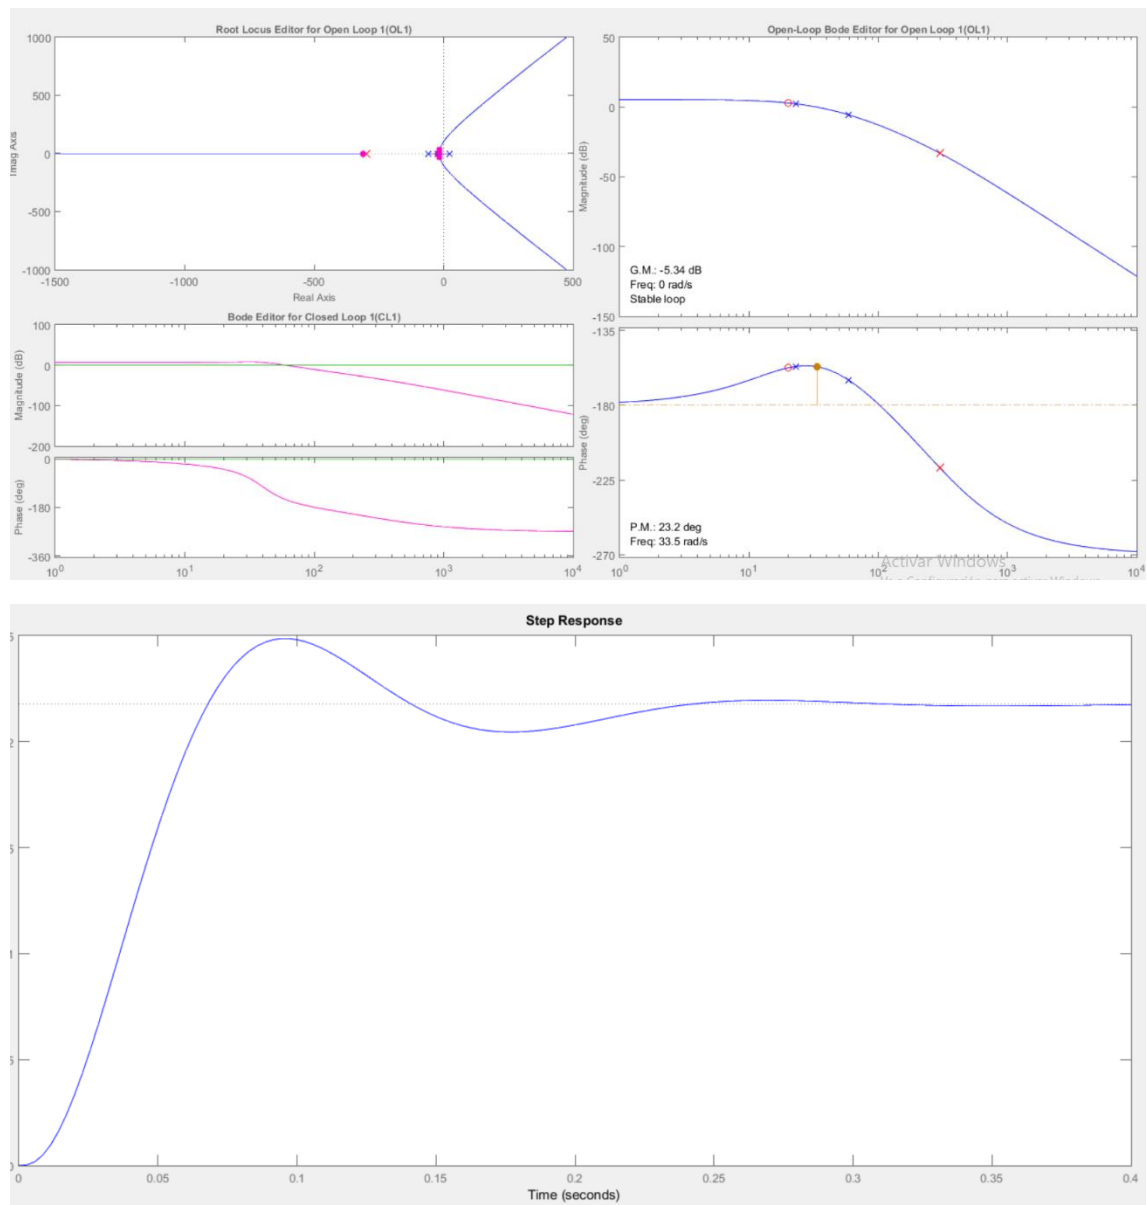 Root Locus Editor for Open Loop 1(OL1)
1000
500
0
-500
-1000
Imag Axis
-1500
-1000
-500
0
500
Real Axis
Bode Editor for Closed Loop 1(CL1)
100
0
-100
-200
Magnitude (dB)
0
-180
-360
Phase (deg)
10^0
10^1
10^2
10^3
10^4
Open-Loop Bode Editor for Open Loop 1(OL1)
50
0
-50
-100
-150
Magnitude (dB)
G.M.: -5.34 dB
Freq: 0 rad/s
Stable loop
-135
-180
-225
-270
Phase (deg)
P.M.: 23.2 deg
Freq: 33.5 rad/s
10^0
10^1
10^2
10^3
10^4
Activar Windows
Step Response
0
0.05
0.1
0.15
0.2
0.25
0.3
0.35
0.4
Time (seconds)